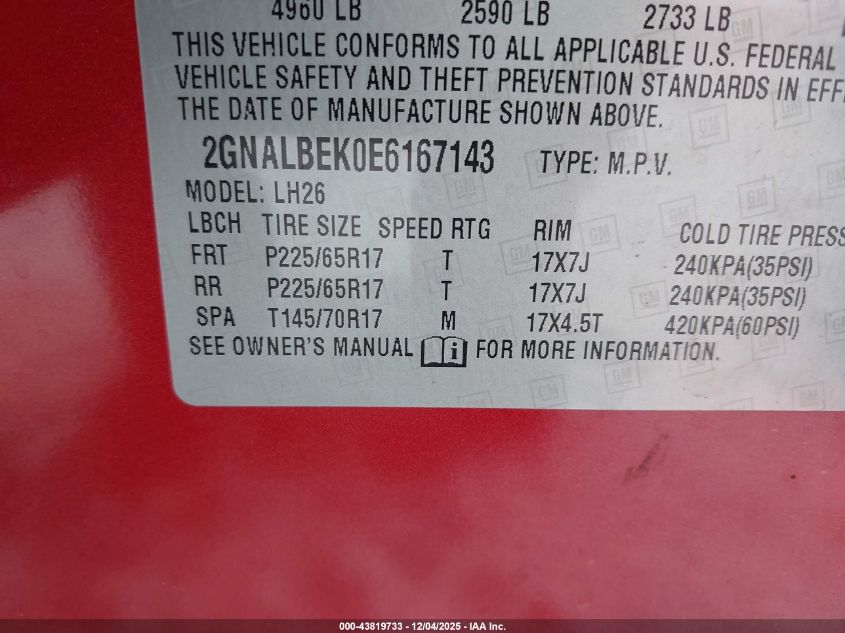 4960 LB 2590 LB 2733 LB
THIS VEHICLE CONFORMS TO ALL APPLICABLE U.S. FEDERAL
VEHICLE SAFETY AND THEFT PREVENTION STANDARDS IN EFF
THE DATE OF MANUFACTURE SHOWN ABOVE.
2GNALBEK0E6167143 TYPE: M.P.V.
MODEL: LH26
LBCH TIRE SIZE SPEED RTG RIM COLD TIRE PRESS
FRT P225/65R17 T 17X7J 240KPA(35PSI)
RR P225/65R17 T 17X7J 240KPA(35PSI)
SPA T145/70R17 M 17X4.5T 420KPA(60PSI)
SEE OWNER'S MANUAL i FOR MORE INFORMATION.
000-43819733 - 12/04/2025 - IAA Inc.